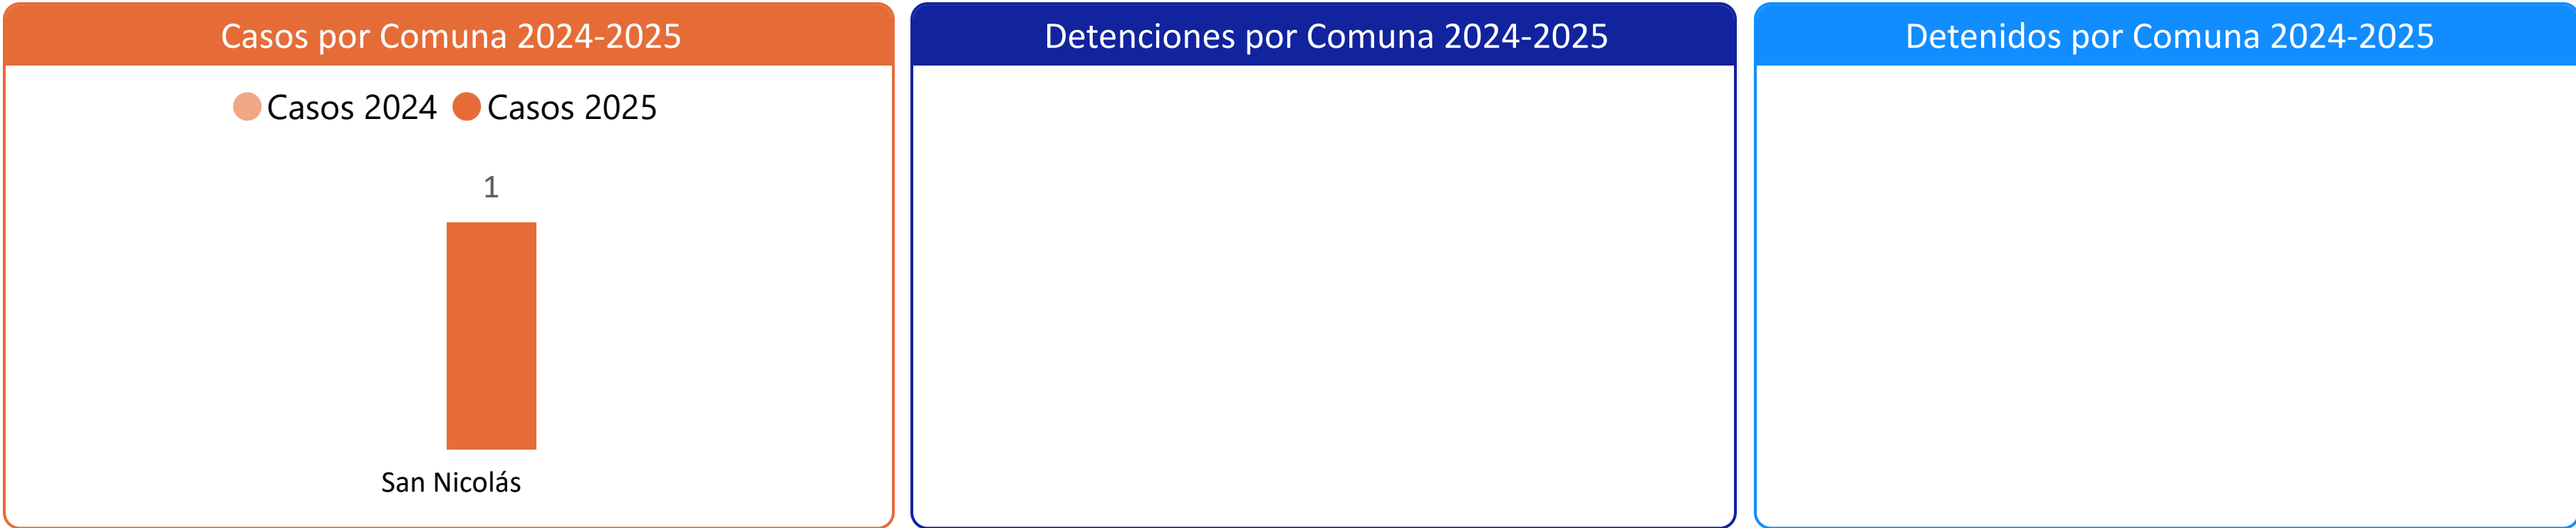 Casos por Comuna 2024-2025
Casos 2024 Casos 2025
1
San Nicolás
Detenciones por Comuna 2024-2025
Detenidos por Comuna 2024-2025